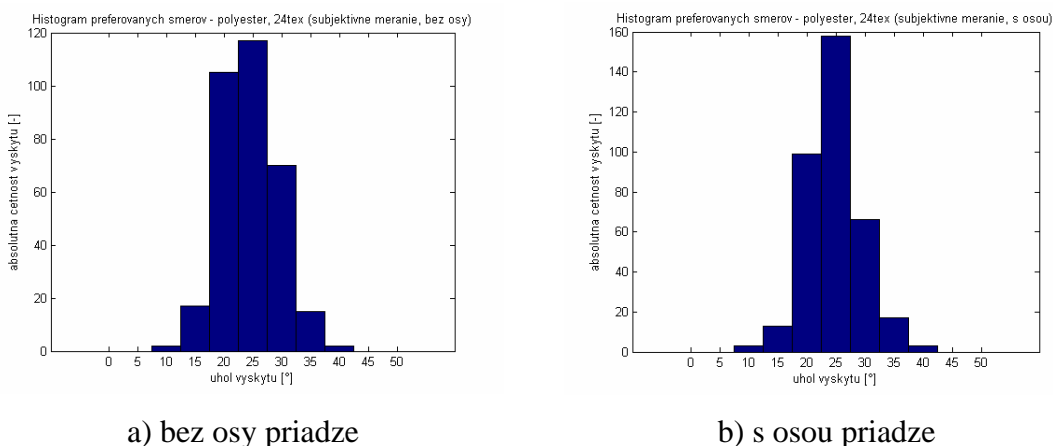 Histogram preferovanych smerov - polyester, 24tex (subjektivne meranie, bez osy)
120
100
80
60
40
20
0
absolutna cetnost vyskytu [-]
0 5 10 15 20 25 30 35 40 45 50
uhol vyskytu [°]
a) bez osy priadze
Histogram preferovanych smerov - polyester, 24tex (subjektivne meranie, s osou)
160
140
120
100
80
60
40
20
0
absolutna cetnost vyskytu [-]
0 5 10 15 20 25 30 35 40 45 50
uhol vyskytu [°]
b) s osou priadze